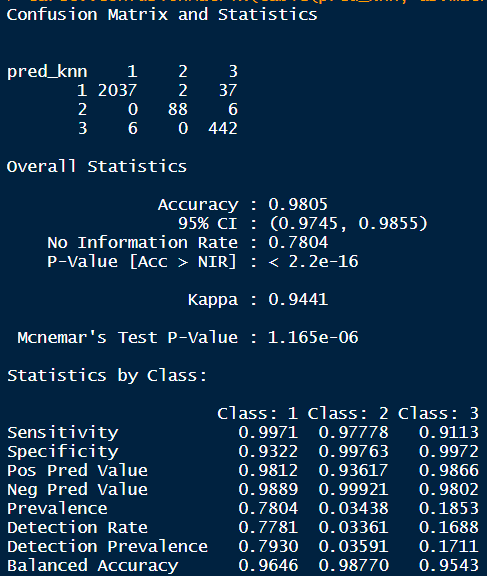 Confusion Matrix and Statistics
pred_knn 1 2 3
1 2037 2 37
2 0 88 6
3 6 0 442
Overall Statistics
Accuracy : 0.9805
95% CI : (0.9745, 0.9855)
No Information Rate : 0.7804
P-Value [Acc > NIR] : < 2.2e-16
Kappa : 0.9441
Mcnemar's Test P-Value : 1.165e-06
Statistics by Class:
Class: 1 Class: 2 Class: 3
Sensitivity 0.9971 0.97778 0.9113
Specificity 0.9322 0.99763 0.9972
Pos Pred Value 0.9812 0.93617 0.9866
Neg Pred Value 0.9889 0.99921 0.9802
Prevalence 0.7804 0.03438 0.1853
Detection Rate 0.7781 0.03361 0.1688
Detection Prevalence 0.7930 0.03591 0.1711
Balanced Accuracy 0.9646 0.98770 0.9543